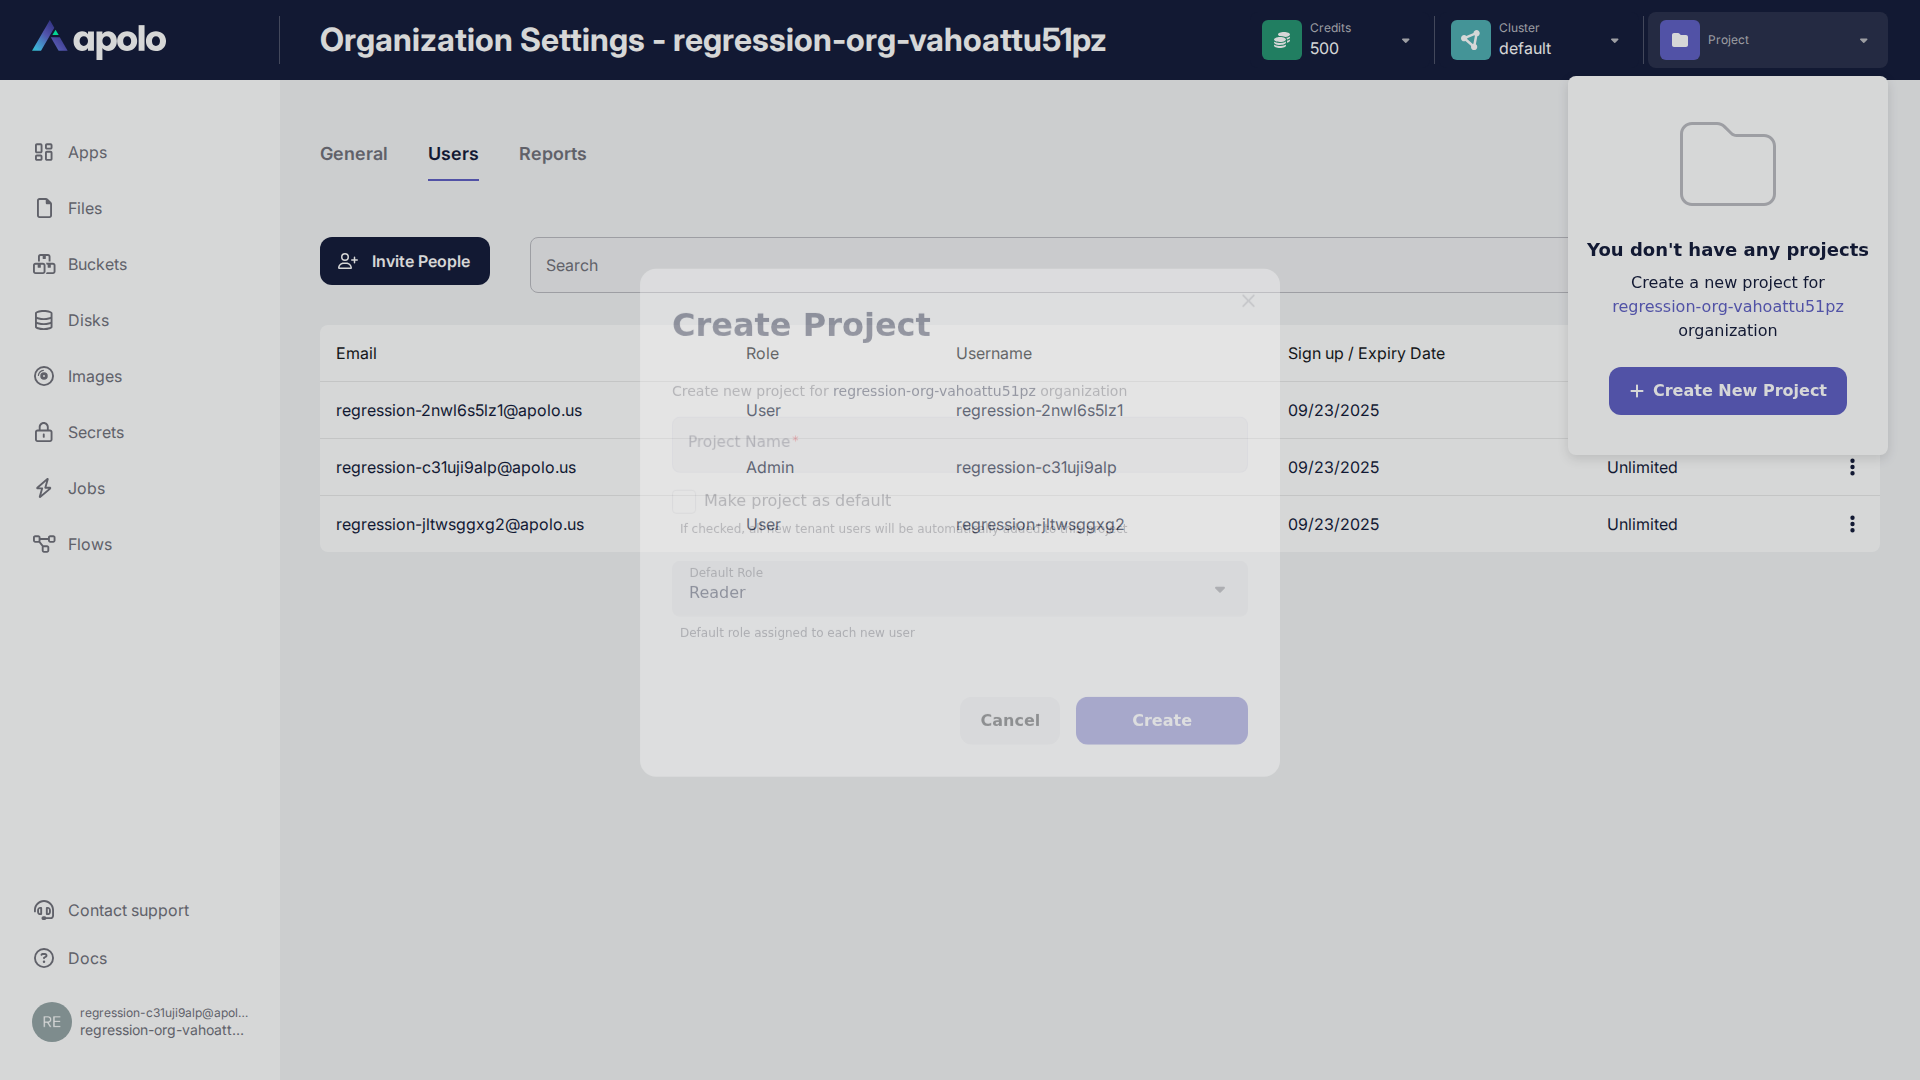 apolo
Organization Settings - regression-org-vahoattu51pz
Credits
500
Cluster
default
Project
Apps
Files
Buckets
Disks
Images
Secrets
Jobs
Flows
Contact support
Docs
RE
regression-c31uji9alp@apol...
regression-org-vahoatt...
General
Users
Reports
Invite People
Search
Email
Role
Username
Sign up / Expiry Date
regression-2nwl6s5lz1@apolo.us
User
regression-2nwl6s5lz1
09/23/2025
regression-c31uji9alp@apolo.us
Admin
regression-c31uji9alp
09/23/2025
Unlimited
regression-jltwsggxg2@apolo.us
User
regression-jltwsggxg2
09/23/2025
Unlimited
You don't have any projects
Create a new project for
regression-org-vahoattu51pz
organization
Create New Project
Create Project
Create new project for regression-org-vahoattu51pz organization
Project Name*
Make project as default
If checked, all new tenant users will be automatically added to this project
Default Role
Reader
Default role assigned to each new user
Cancel
Create